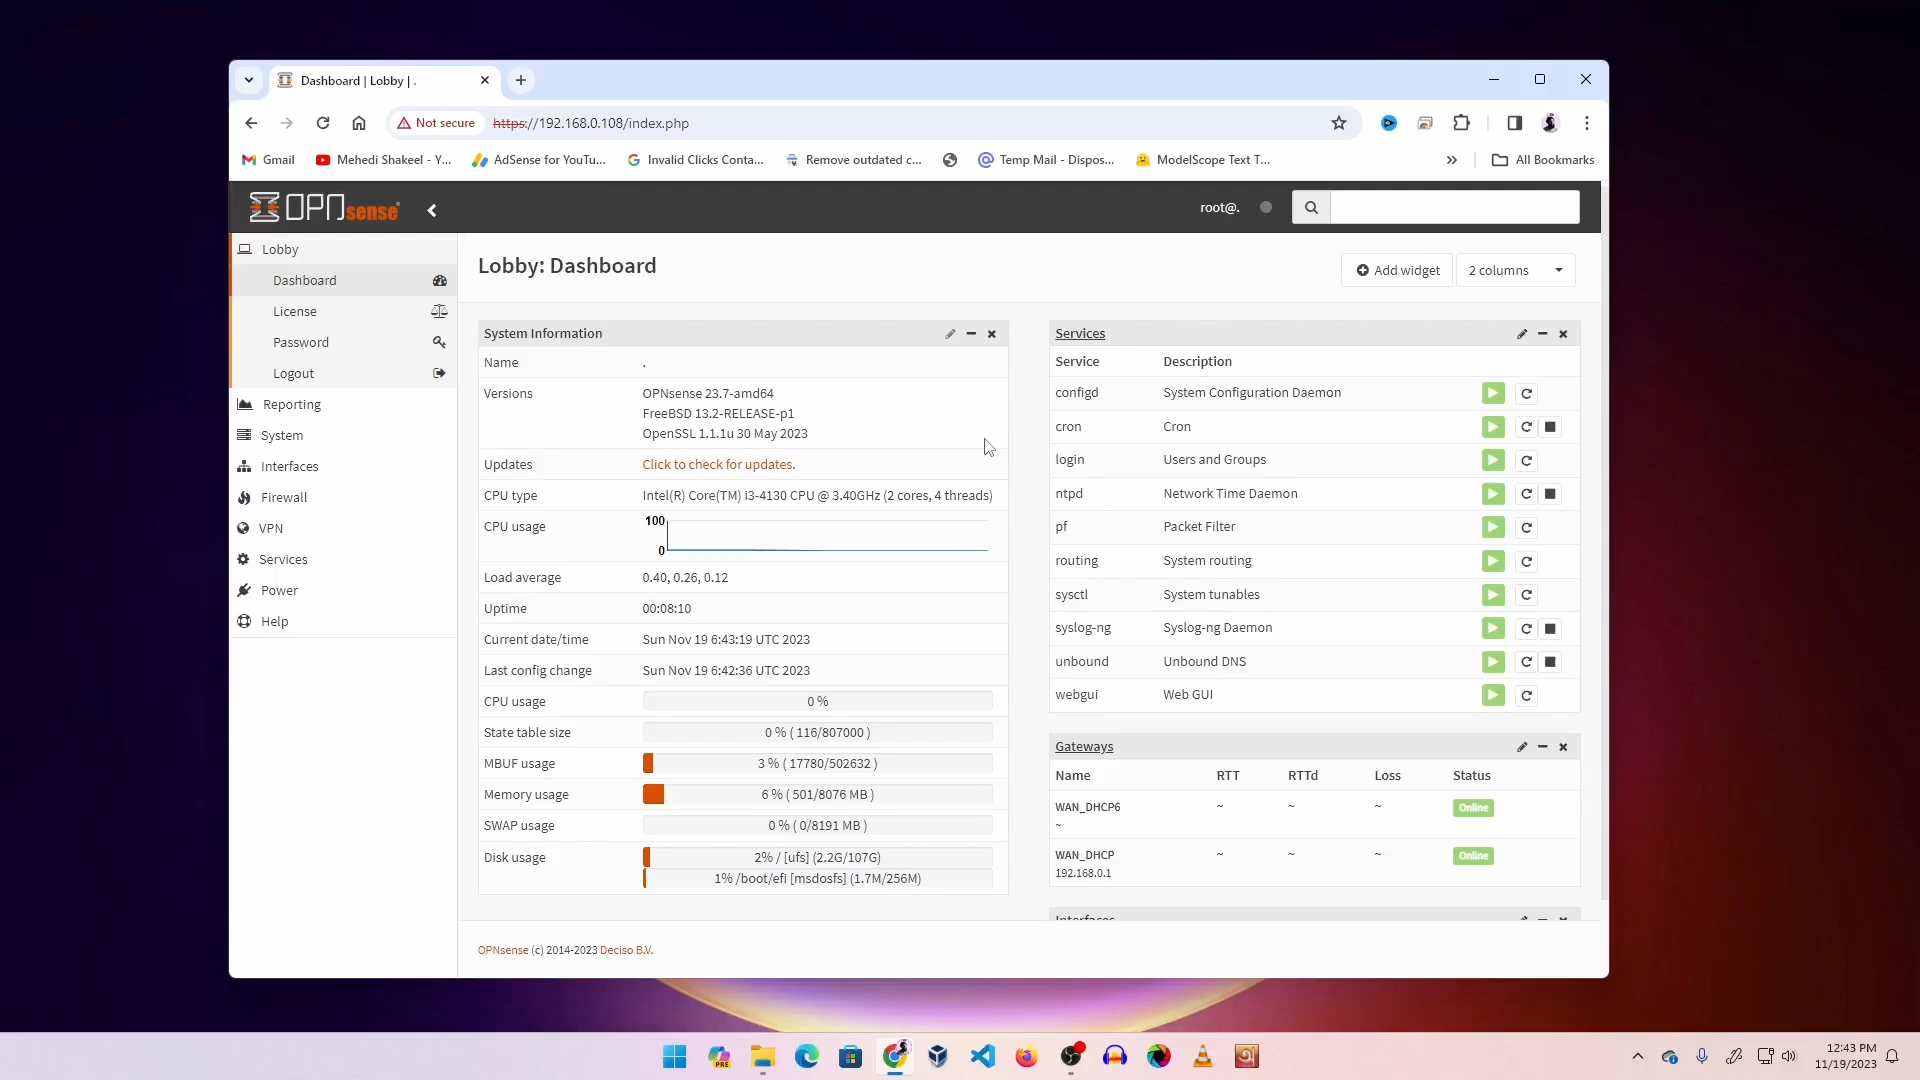 Dashboard | Lobby | .
Not secure https://192.168.0.108/index.php
Gmail Mehedi Shakeel - Y... AdSense for YouTu... Invalid Clicks Conta... Remove outdated c... Temp Mail - Dispos... ModelScope Text T... » All Bookmarks
OPNsense root@.
Lobby
Dashboard
License
Password
Logout
Reporting
System
Interfaces
Firewall
VPN
Services
Power
Help
Lobby: Dashboard
Add widget 2 columns
System Information
Name .
Versions OPNsense 23.7-amd64
FreeBSD 13.2-RELEASE-p1
OpenSSL 1.1.1u 30 May 2023
Updates Click to check for updates.
CPU type Intel(R) Core(TM) i3-4130 CPU @ 3.40GHz (2 cores, 4 threads)
CPU usage 100
0
Load average 0.40, 0.26, 0.12
Uptime 00:08:10
Current date/time Sun Nov 19 6:43:19 UTC 2023
Last config change Sun Nov 19 6:42:36 UTC 2023
CPU usage 0 %
State table size 0 % ( 116/807000 )
MBUF usage 3 % ( 17780/502632 )
Memory usage 6 % ( 501/8076 MB )
SWAP usage 0 % ( 0/8191 MB )
Disk usage 2% / [ufs] (2.2G/107G)
1% /boot/efi [msdosfs] (1.7M/256M)
Services
Service Description
configd System Configuration Daemon
cron Cron
login Users and Groups
ntpd Network Time Daemon
pf Packet Filter
routing System routing
sysctl System tunables
syslog-ng Syslog-ng Daemon
unbound Unbound DNS
webgui Web GUI
Gateways
Name RTT RTTd Loss Status
WAN_DHCP6 ~ ~ ~ Online
~
WAN_DHCP ~ ~ ~ Online
192.168.0.1
Interfaces
OPNsense (c) 2014-2023 Deciso B.V.
PRE
12:43 PM
11/19/2023